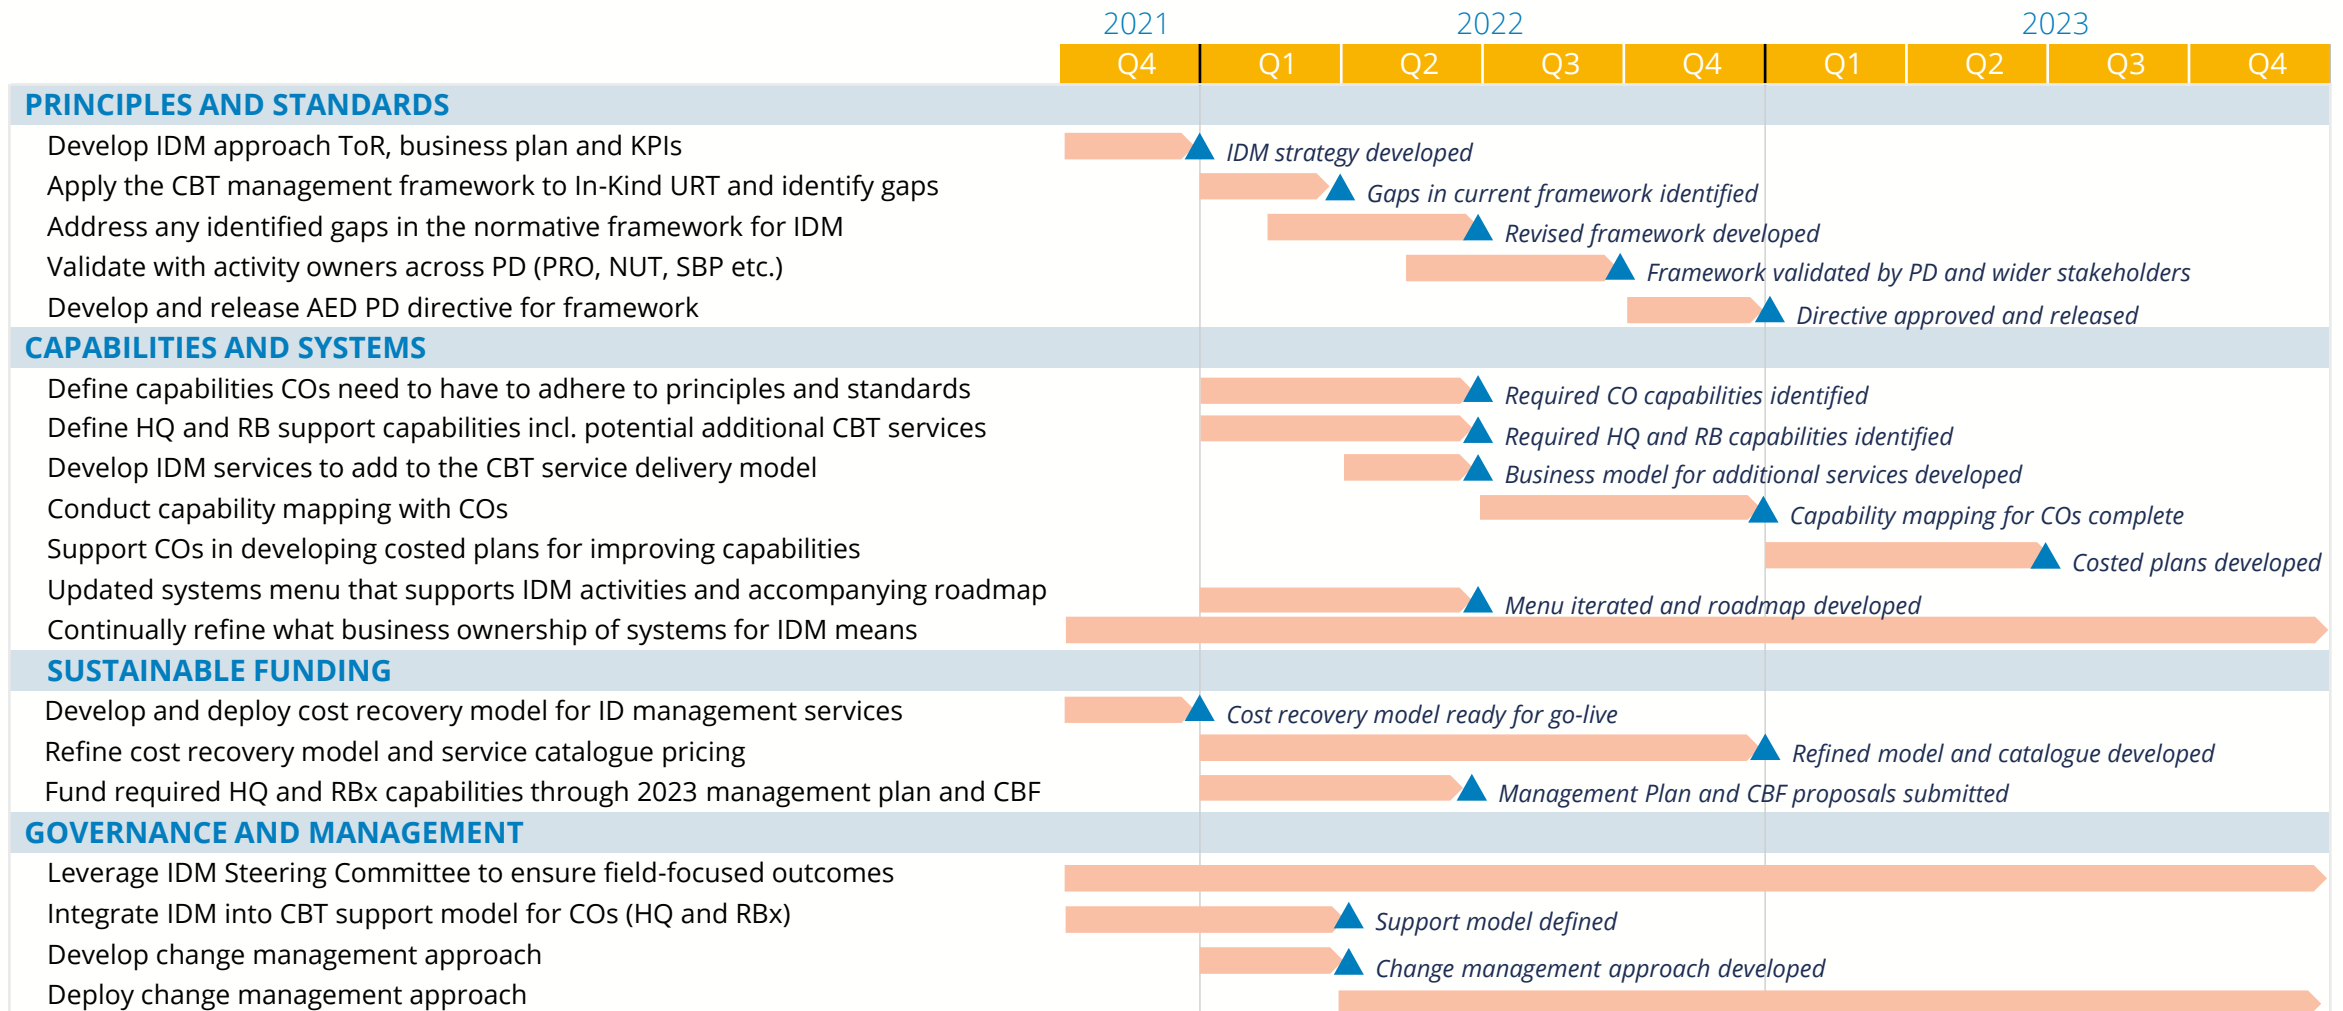 2021 2022 2023
Q4 Q1 Q2 Q3 Q4 Q1 Q2 Q3 Q4
PRINCIPLES AND STANDARDS
Develop IDM approach ToR, business plan and KPIs IDM strategy developed
Apply the CBT management framework to In-Kind URT and identify gaps Gaps in current framework identified
Address any identified gaps in the normative framework for IDM Revised framework developed
Validate with activity owners across PD (PRO, NUT, SBP etc.) Framework validated by PD and wider stakeholders
Develop and release AED PD directive for framework Directive approved and released
CAPABILITIES AND SYSTEMS
Define capabilities COs need to have to adhere to principles and standards Required CO capabilities identified
Define HQ and RB support capabilities incl. potential additional CBT services Required HQ and RB capabilities identified
Develop IDM services to add to the CBT service delivery model Business model for additional services developed
Conduct capability mapping with COs Capability mapping for COs complete
Support COs in developing costed plans for improving capabilities Costed plans developed
Updated systems menu that supports IDM activities and accompanying roadmap Menu iterated and roadmap developed
Continually refine what business ownership of systems for IDM means
SUSTAINABLE FUNDING
Develop and deploy cost recovery model for ID management services Cost recovery model ready for go-live
Refine cost recovery model and service catalogue pricing Refined model and catalogue developed
Fund required HQ and RBx capabilities through 2023 management plan and CBF Management Plan and CBF proposals submitted
GOVERNANCE AND MANAGEMENT
Leverage IDM Steering Committee to ensure field-focused outcomes
Integrate IDM into CBT support model for COs (HQ and RBx) Support model defined
Develop change management approach Change management approach developed
Deploy change management approach